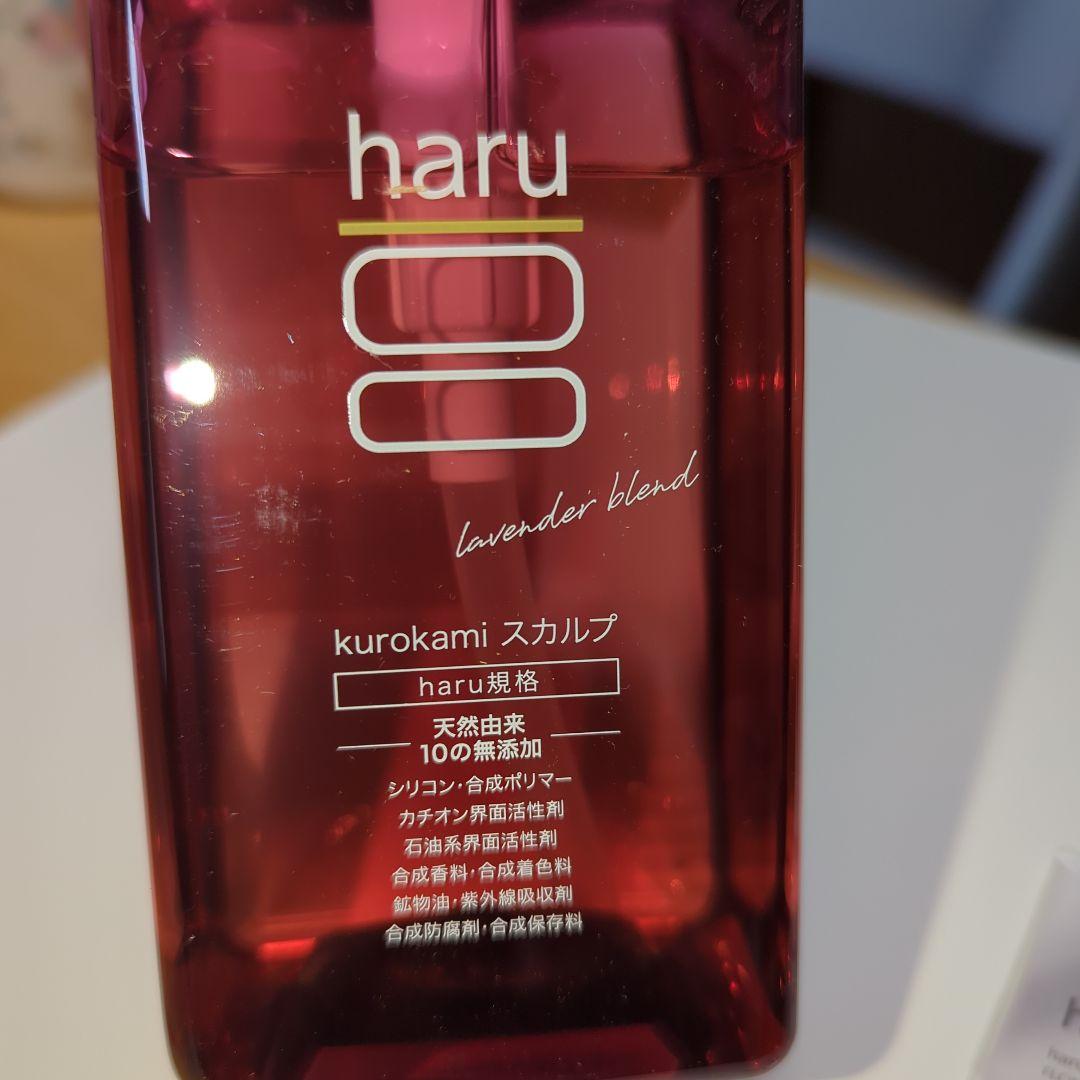 haru
lavender blend
kurokami スカルプ
haru規格
天然由来
10の無添加
シリコン・合成ポリマー
カチオン界面活性剤
石油系界面活性剤
合成香料・合成着色料
鉱物油・紫外線吸収剤
合成防腐剤・合成保存料